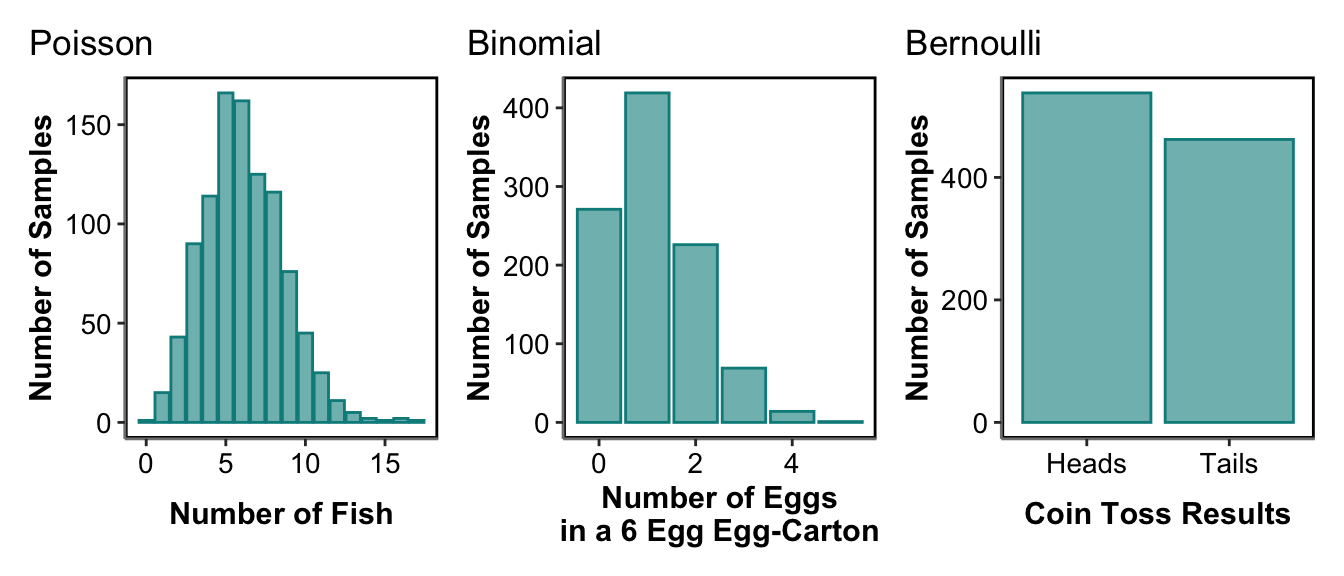 Poisson
Number of Samples
150
100
50
0
0 5 10 15
Number of Fish
Binomial
Number of Samples
400
300
200
100
0
0 2 4
Number of Eggs
in a 6 Egg Egg-Carton
Bernoulli
Number of Samples
400
200
0
Heads Tails
Coin Toss Results